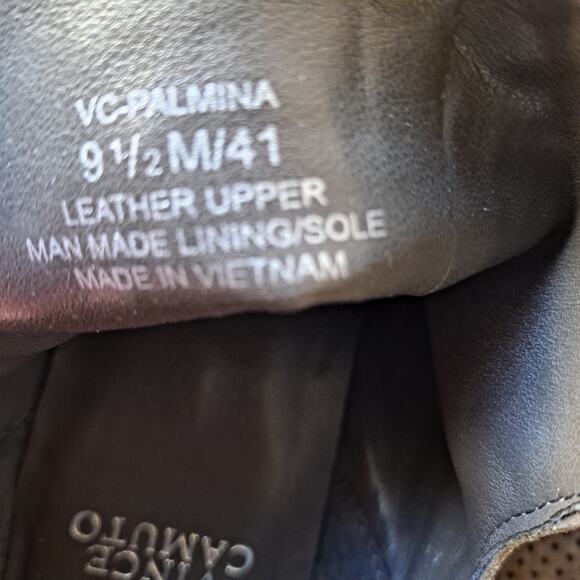 VC-PALMINA
9 1/2 M/41
LEATHER UPPER
MAN MADE LINING/SOLE
MADE IN VIETNAM
VINCE
CAMUTO